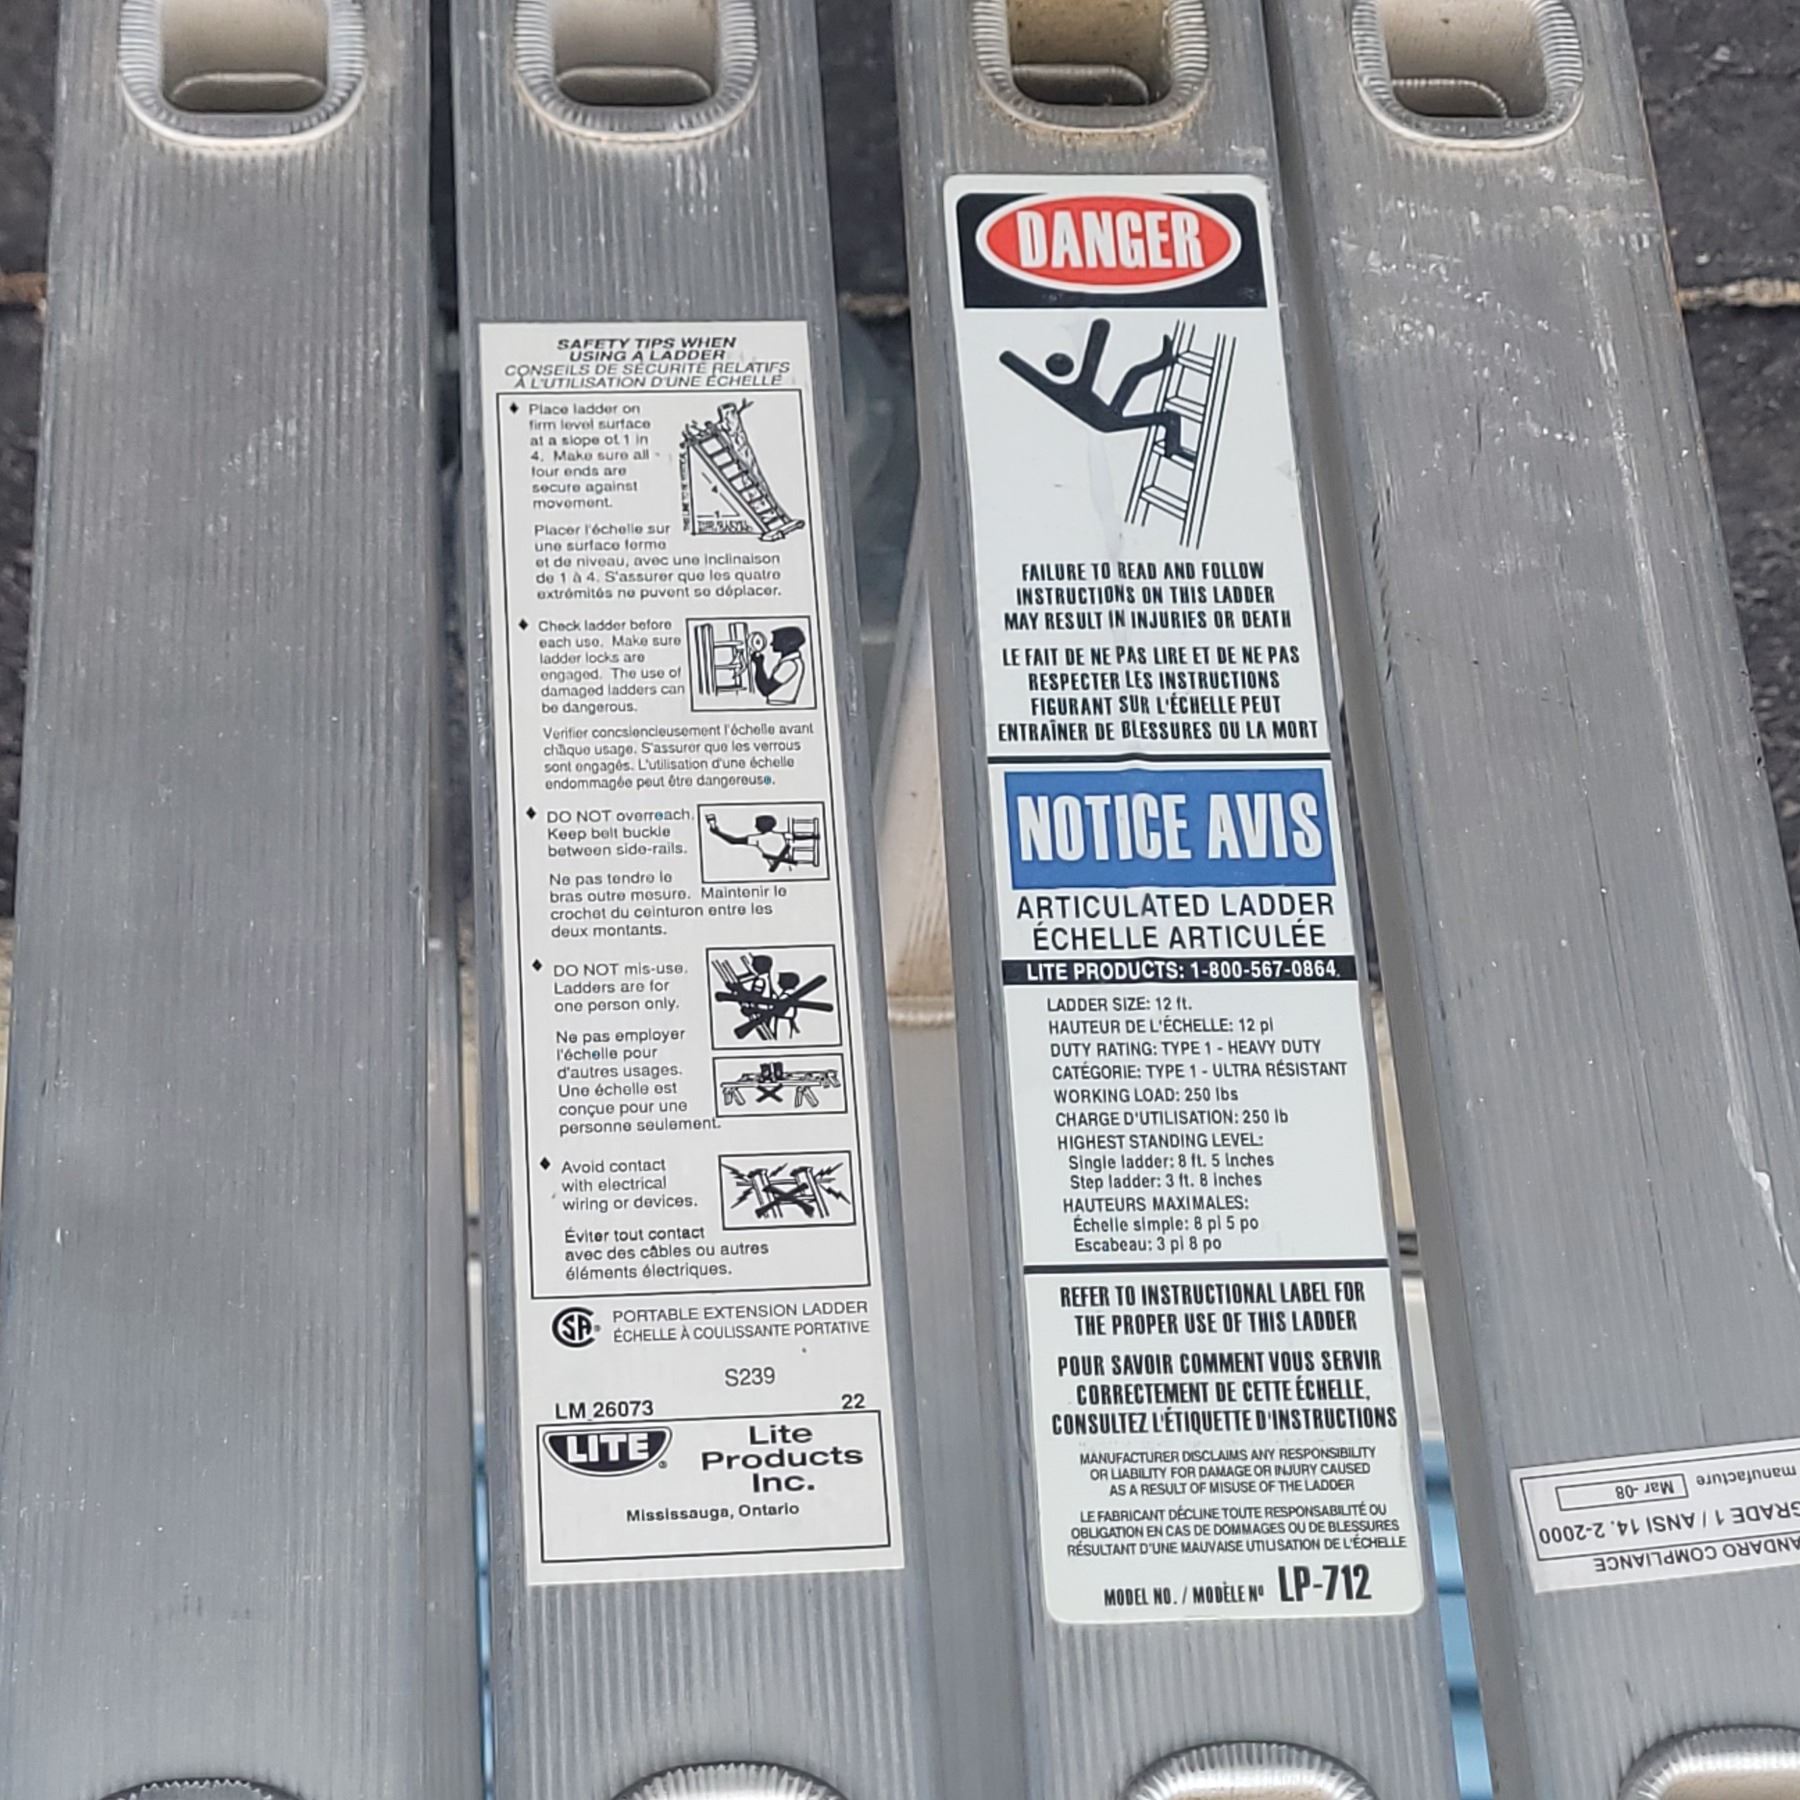 SAFETY TIPS WHEN
USING A LADDER
CONSEILS DE SÉCURITÉ RELATIFS
À L'UTILISATION D'UNE ÉCHELLE
Place ladder on
firm level surface
at a slope of 1 in
4. Make sure all
four ends are
secure against
movement.
4
1
Placer l'échelle sur
une surface ferme
et de niveau, avec une inclinaison
de 1 à 4. S'assurer que les quatre
extrémités ne puvent se déplacer.
Check ladder before
each use. Make sure
ladder locks are
engaged. The use of
damaged ladders can
be dangerous.
Verifier concsiencieusement l'échelle avant
chaque usage. S'assurer que les verrous
sont engagés. L'utilisation d'une échelle
endommagée peut être dangereuse.
DO NOT overreach.
Keep belt buckle
between side-rails.
Ne pas tendre le
bras outre mesure. Maintenir le
crochet du ceinturon entre les
deux montants.
DO NOT mis-use.
Ladders are for
one person only.
Ne pas employer
l'échelle pour
d'autres usages.
Une échelle est
conçue pour une
personne seulement.
Avoid contact
with electrical
wiring or devices.
Éviter tout contact
avec des câbles ou autres
éléments électriques.
PORTABLE EXTENSION LADDER
ÉCHELLE À COULISSANTE PORTATIVE
S239
LM 26073 22
LITE®
Lite
Products
Inc.
Mississauga, Ontario
DANGER
FAILURE TO READ AND FOLLOW
INSTRUCTIONS ON THIS LADDER
MAY RESULT IN INJURIES OR DEATH
LE FAIT DE NE PAS LIRE ET DE NE PAS
RESPECTER LES INSTRUCTIONS
FIGURANT SUR L'ÉCHELLE PEUT
ENTRAÎNER DE BLESSURES OU LA MORT
NOTICE AVIS
ARTICULATED LADDER
ÉCHELLE ARTICULÉE
LITE PRODUCTS: 1-800-567-0864.
LADDER SIZE: 12 ft.
HAUTEUR DE L'ÉCHELLE: 12 pi
DUTY RATING: TYPE 1 - HEAVY DUTY
CATÉGORIE: TYPE 1 - ULTRA RÉSISTANT
WORKING LOAD: 250 lbs
CHARGE D'UTILISATION: 250 lb
HIGHEST STANDING LEVEL:
Single ladder: 8 ft. 5 inches
Step ladder: 3 ft. 8 inches
HAUTEURS MAXIMALES:
Échelle simple: 8 pi 5 po
Escabeau: 3 pi 8 po
REFER TO INSTRUCTIONAL LABEL FOR
THE PROPER USE OF THIS LADDER
POUR SAVOIR COMMENT VOUS SERVIR
CORRECTEMENT DE CETTE ÉCHELLE,
CONSULTEZ L'ÉTIQUETTE D'INSTRUCTIONS
MANUFACTURER DISCLAIMS ANY RESPONSIBILITY
OR LIABILITY FOR DAMAGE OR INJURY CAUSED
AS A RESULT OF MISUSE OF THE LADDER
LE FABRICANT DÉCLINE TOUTE RESPONSABILITÉ OU
OBLIGATION EN CAS DE DOMMAGES OU DE BLESSURES
RÉSULTANT D'UNE MAUVAISE UTILISATION DE L'ÉCHELLE
MODEL NO. / MODÈLE Nº LP-712
ANDARD COMPLIANCE
GRADE 1 / ANSI 14. 2-2000
manufacture Mar-08